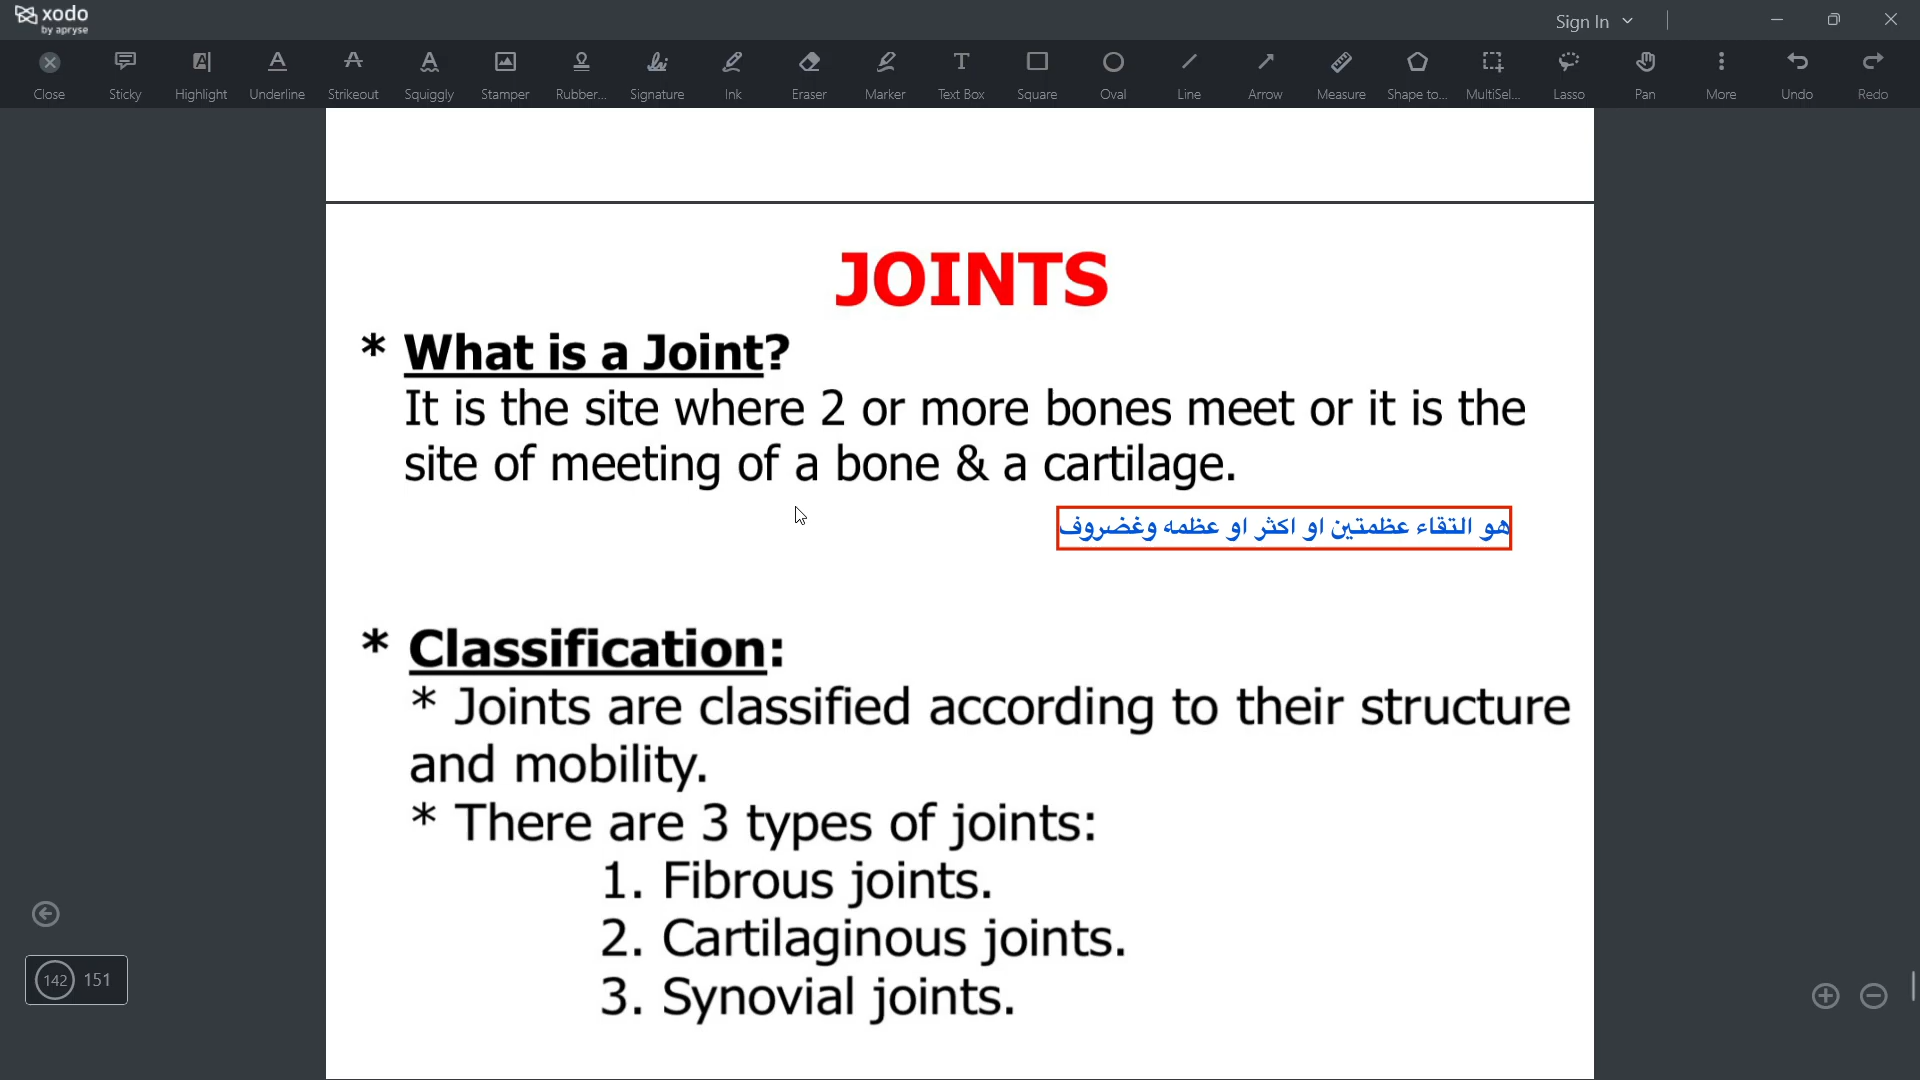 xodo
by apryse
Sign In
Close
Sticky
Highlight
Underline
Strikeout
Squiggly
Stamper
Rubber...
Signature
Ink
Eraser
Marker
Text Box
Square
Oval
Line
Arrow
Measure
Shape to...
MultiSel...
Lasso
Pan
More
Undo
Redo
JOINTS
* What is a Joint?
It is the site where 2 or more bones meet or it is the
site of meeting of a bone & a cartilage.
هو التقاء عظمتين او اكثر او عظمه وغضروف
* Classification:
* Joints are classified according to their structure
and mobility.
* There are 3 types of joints:
1. Fibrous joints.
2. Cartilaginous joints.
3. Synovial joints.
142 151